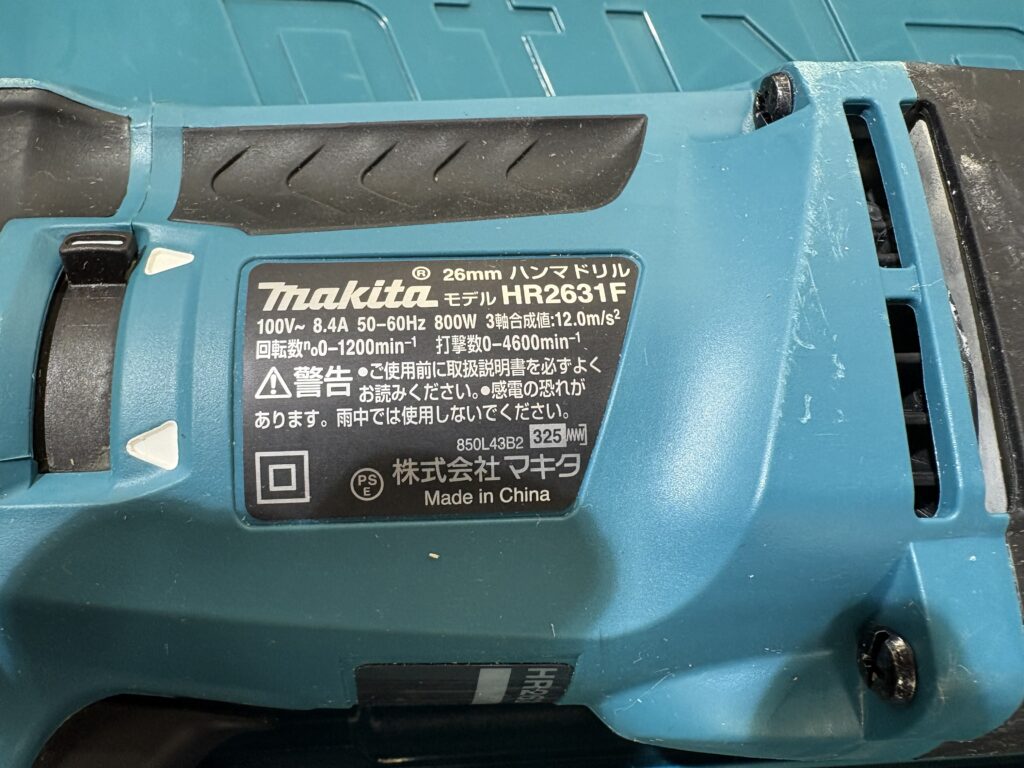 makita® 26mm ハンマドリル
モデル HR2631F
100V~ 8.4A 50-60Hz 800W 3軸合成値:12.0m/s²
回転数n₀0-1200min⁻¹ 打撃数0-4600min⁻¹
⚠警告 •ご使用前に取扱説明書を必ずよく
お読みください。•感電の恐れが
あります。雨中では使用しないでください。
850L43B2 325
PS
E
株式会社 マキタ
Made in China